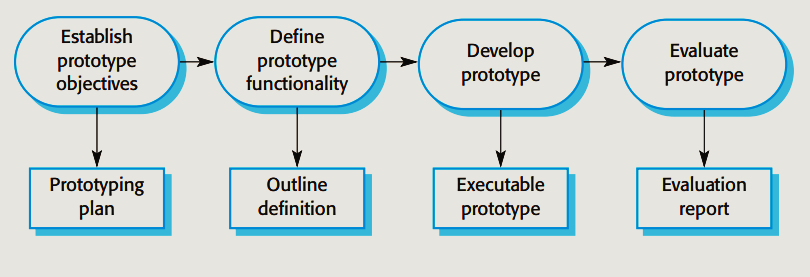 Establish
prototype
objectives
Define
prototype
functionality
Develop
prototype
Evaluate
prototype
Prototyping
plan
Outline
definition
Executable
prototype
Evaluation
report